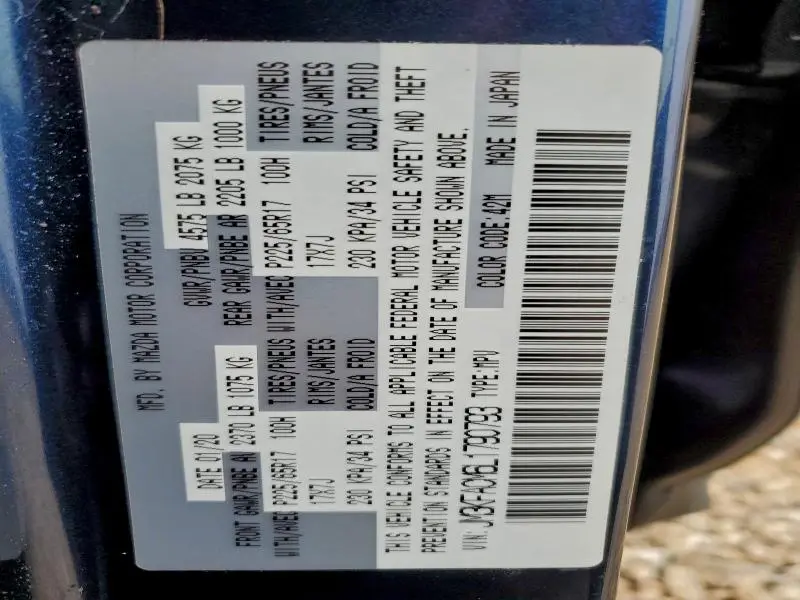 MFD. BY MAZDA MOTOR CORPORATION
DATE 01/20 GVWR/PNBV 4575 LB 2075 KG
FRONT GAWR/PNBE AV 2370 LB 1075 KG REAR GAWR/PNBE AR 2205 LB 1000 KG
WITH/AVEC P225/65R17 100H TIRES/PNEUS WITH/AVEC P225/65R17 100H TIRES/PNEUS
17X7J RIMS/JANTES 17X7J RIMS/JANTES
230 KPA/34 PSI COLD/A FROID 230 KPA/34 PSI COLD/A FROID
THIS VEHICLE CONFORMS TO ALL APPLICABLE FEDERAL MOTOR VEHICLE SAFETY AND THEFT
PREVENTION STANDARDS IN EFFECT ON THE DATE OF MANUFACTURE SHOWN ABOVE.
COLOR CODE:42M MADE IN JAPAN
VIN: TYPE:MPV